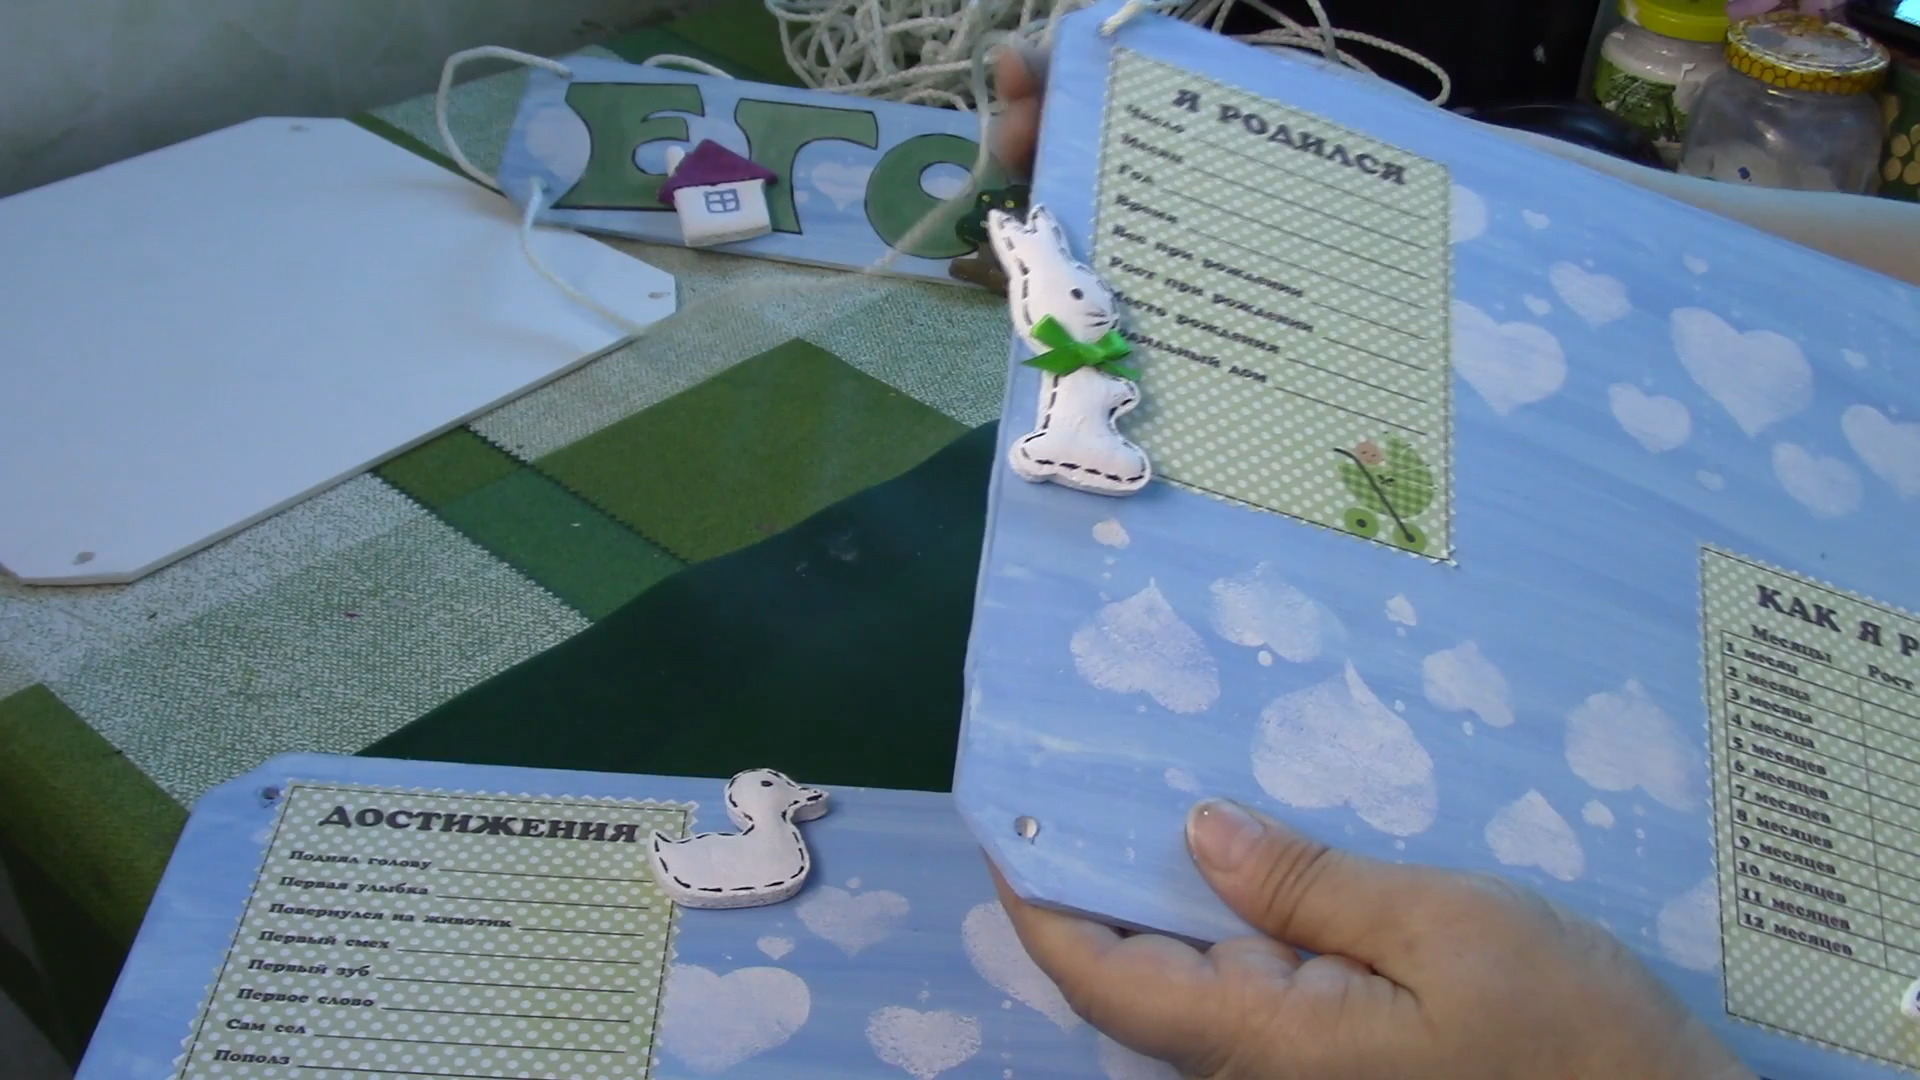 ЕГО
Я РОДИЛСЯ
Число
Месяц
Год
Время
Вес при рождении
Рост при рождении
Место рождения
дильный дом
КАК Я Р
Месяцы Рост
1 месяц
2 месяца
3 месяца
4 месяца
5 месяцев
6 месяцев
7 месяцев
8 месяцев
9 месяцев
10 месяцев
11 месяцев
12 месяцев
ДОСТИЖЕНИЯ
Поднял голову
Первая улыбка
Повернулся на животик
Первый смех
Первый зуб
Первое слово
Сам сел
Пополз